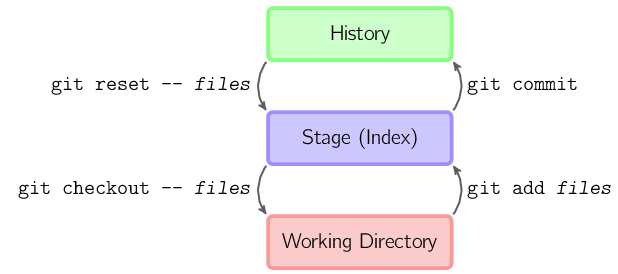 History
git reset -- files
git commit
Stage (Index)
git checkout -- files
git add files
Working Directory